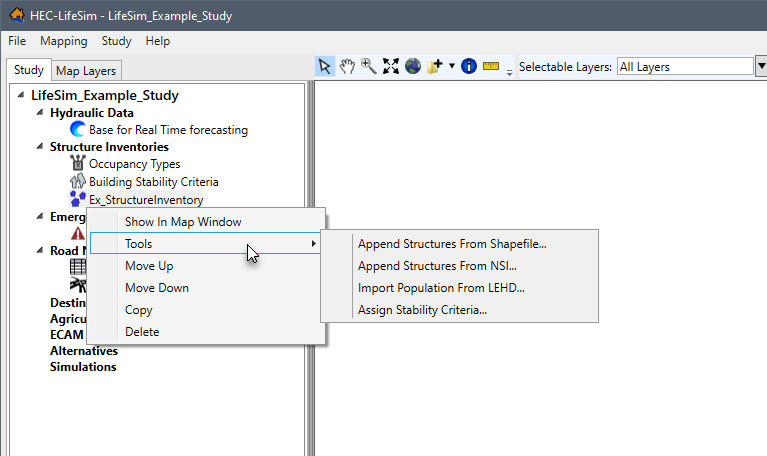 HEC-LifeSim - LifeSim_Example_Study
File Mapping Study Help
Study Map Layers
Selectable Layers: All Layers
LifeSim_Example_Study
Hydraulic Data
Base for Real Time forecasting
Structure Inventories
Occupancy Types
Building Stability Criteria
Ex_StructureInventory
Emerg
Road N
Destin
Agricu
ECAM
Alternatives
Simulations
Show In Map Window
Tools
Move Up
Move Down
Copy
Delete
Append Structures From Shapefile...
Append Structures From NSI...
Import Population From LEHD...
Assign Stability Criteria...